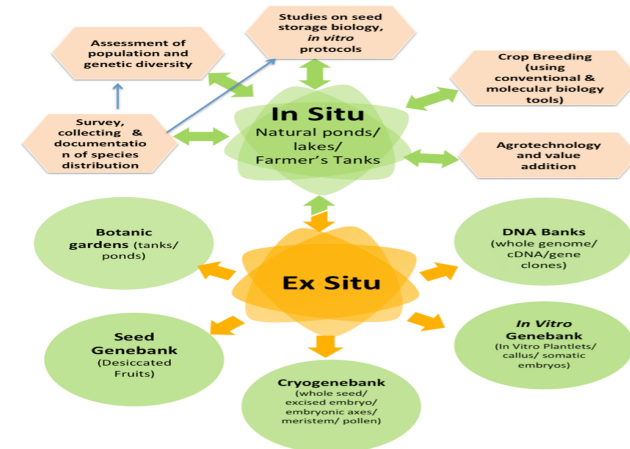 Studies on seed
storage biology,
in vitro
protocols
Assessment of
population and
genetic diversity
Crop Breeding
(using
conventional &
molecular biology
tools)
Survey,
collecting &
documentatio
n of species
distribution
In Situ
Natural ponds/
lakes/
Farmer's Tanks
Agrotechnology
and value
addition
Botanic
gardens (tanks/
ponds)
DNA Banks
(whole genome/
cDNA/gene
clones)
Ex Situ
Seed
Genebank
(Desiccated
Fruits)
In Vitro
Genebank
(In Vitro Plantlets/
callus/ somatic
embryos)
Cryogenebank
(whole seed/
excised embryo/
embryonic axes/
meristem/ pollen)